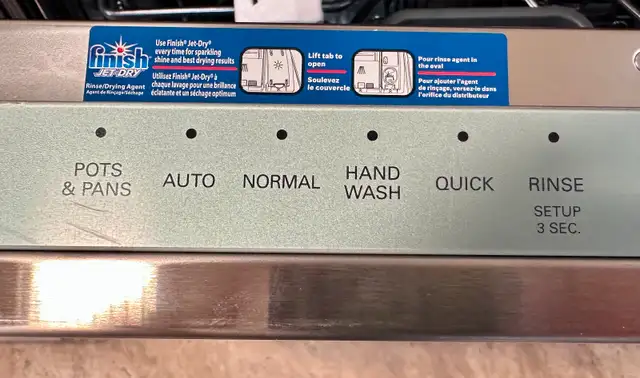 finish
JET-DRY
Rinse/Drying Agent
Agent de Rinçage/Séchage
Use Finish® Jet-Dry®
every time for sparkling
shine and best drying results
Utilisez Finish® Jet-Dry® à
chaque lavage pour une brillance
éclatante et un séchage optimum
Lift tab to
open
Soulevez
le couvercle
Pour rinse agent in
the oval
Pour ajouter l'agent
de rinçage, versez-le dans
l'orifice du distributeur
POTS
& PANS
AUTO
NORMAL
HAND
WASH
QUICK
RINSE
SETUP
3 SEC.